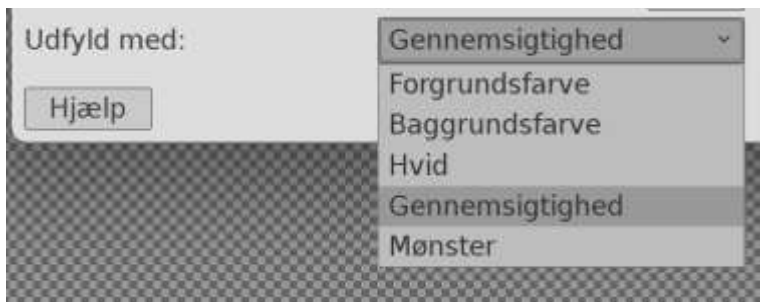 Udfyld med: Gennemsigtighed
Forgrundsfarve
Hjælp
Baggrundsfarve
Hvid
Gennemsigtighed
Mønster